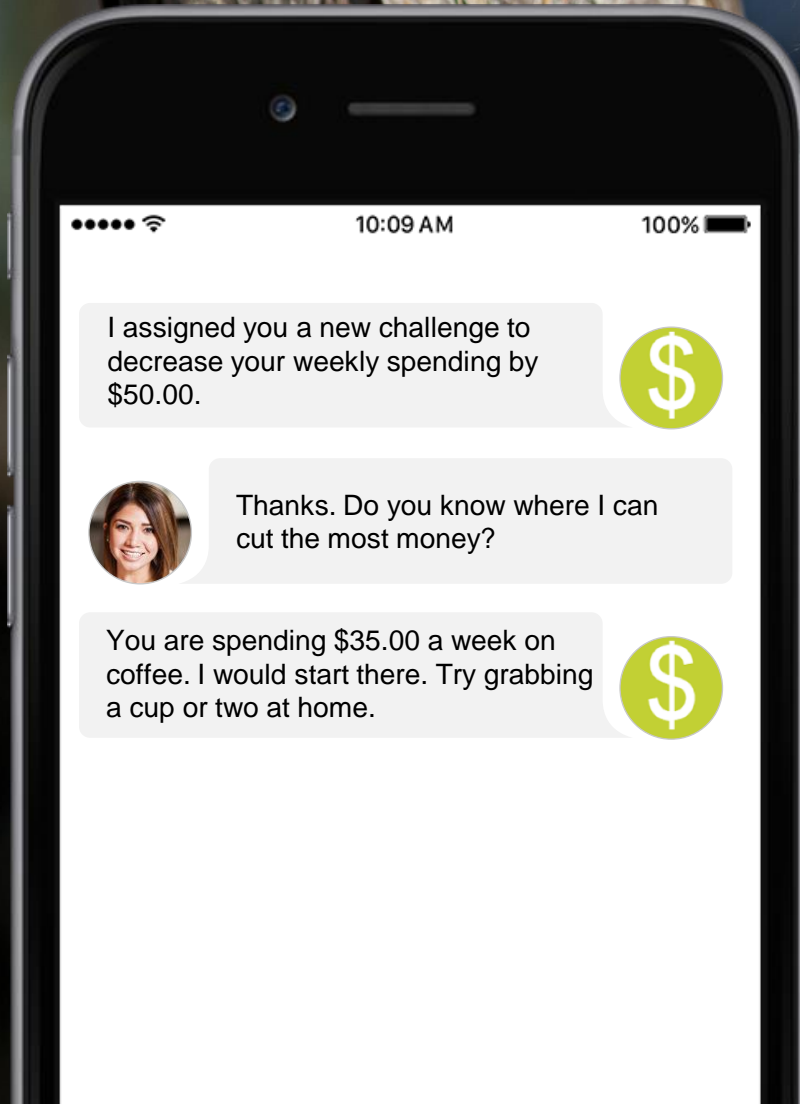 10:09 AM
100%
I assigned you a new challenge to
decrease your weekly spending by
$50.00.
$
Thanks. Do you know where I can
cut the most money?
You are spending $35.00 a week on
coffee. I would start there. Try grabbing
a cup or two at home.
$